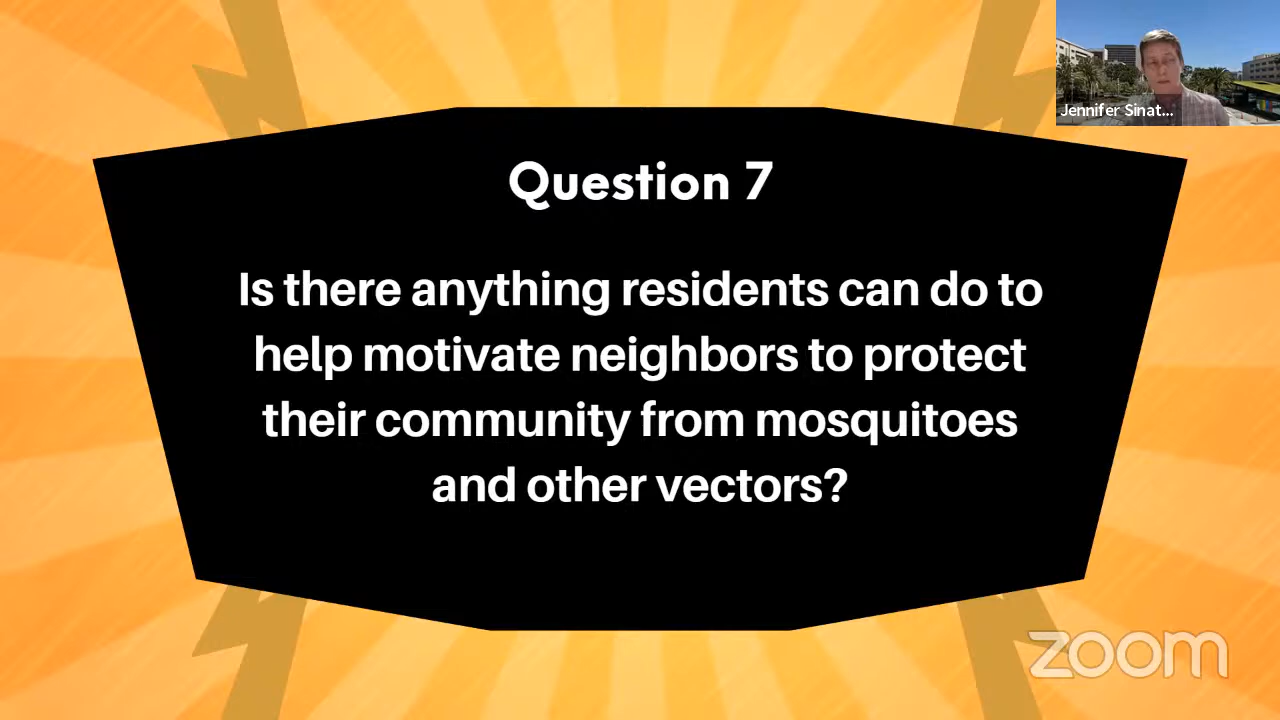 Jennifer Sinat...
Question 7
Is there anything residents can do to
help motivate neighbors to protect
their community from mosquitoes
and other vectors?
zoom